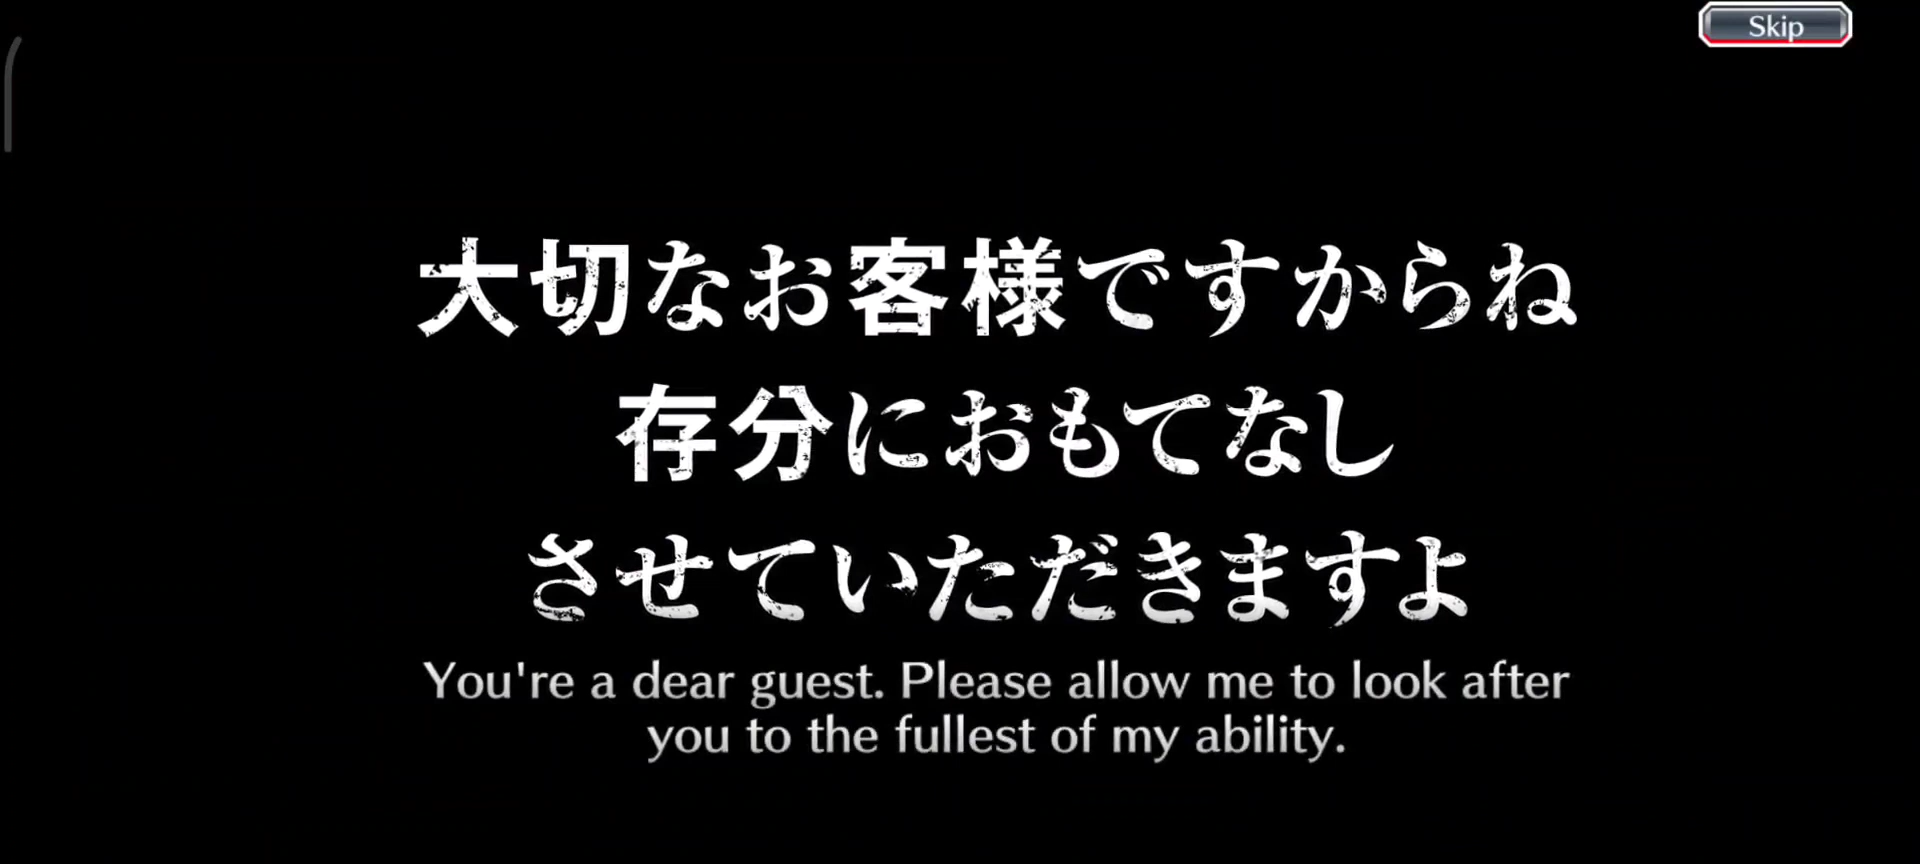 Skip
大切なお客様ですからね
存分におもてなし
させていただきますよ
You're a dear guest. Please allow me to look after
you to the fullest of my ability.